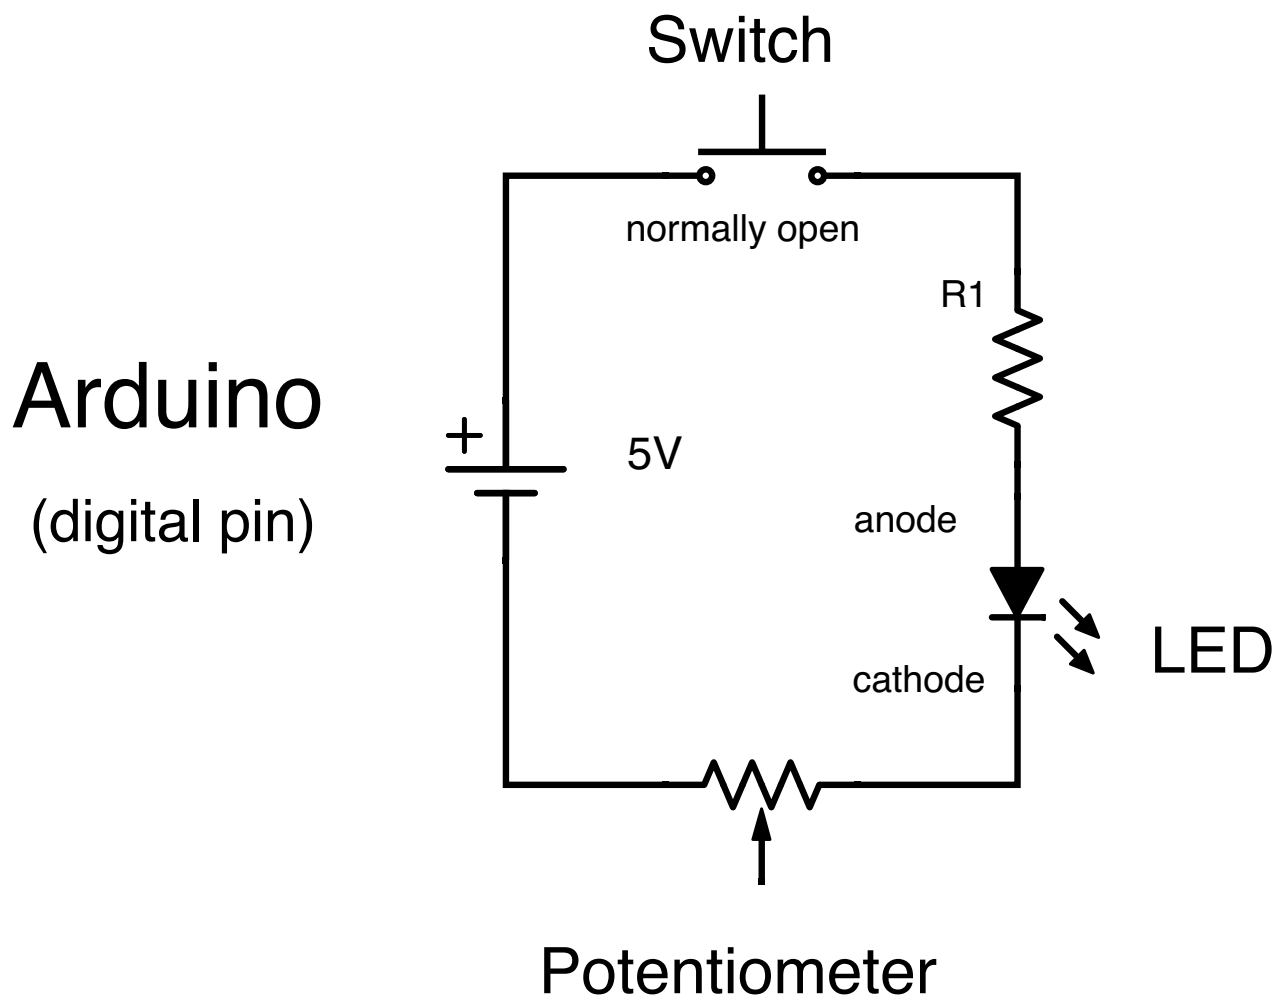 Switch
normally open
R1
Arduino
+
5V
(digital pin)
anode
LED
cathode
Potentiometer